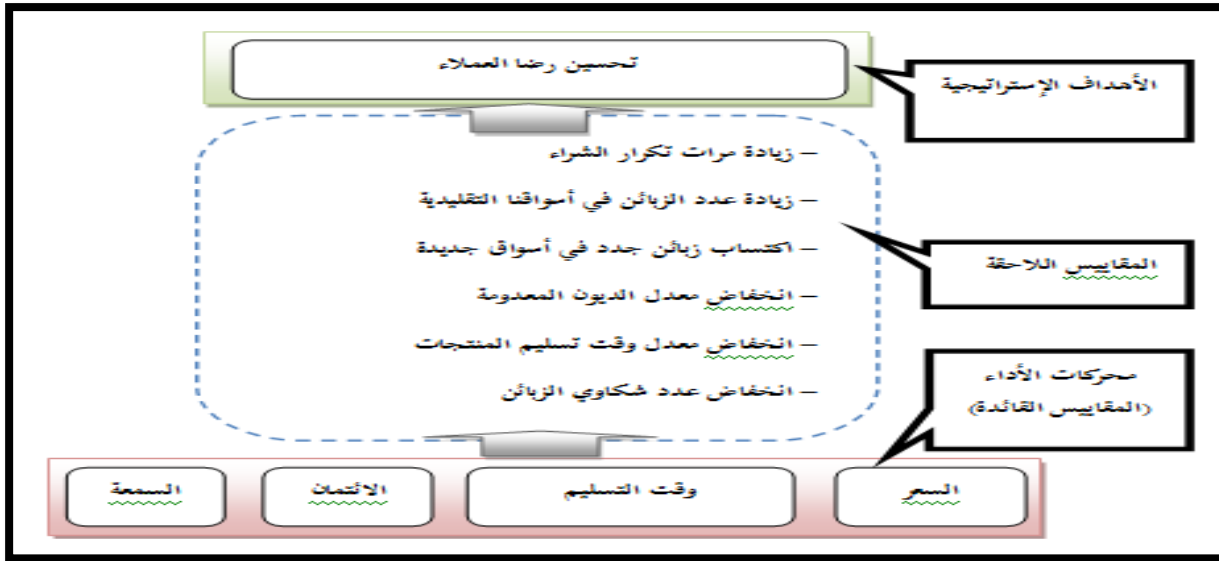 تحسين رضا العملاء
الأهداف الإستراتيجية
– زيادة مرات تكرار الشراء
– زيادة عدد الزبائن في أسواقنا التقليدية
– اكتساب زبائن جدد في أسواق جديدة
– انخفاض معدل الديون المعدومة
– انخفاض معدل وقت تسليم المنتجات
– انخفاض عدد شكاوي الزبائن
المقاييس اللاحقة
محركات الأداء
(المقاييس القائدة)
السعر
وقت التسليم
الائتمان
السمعة